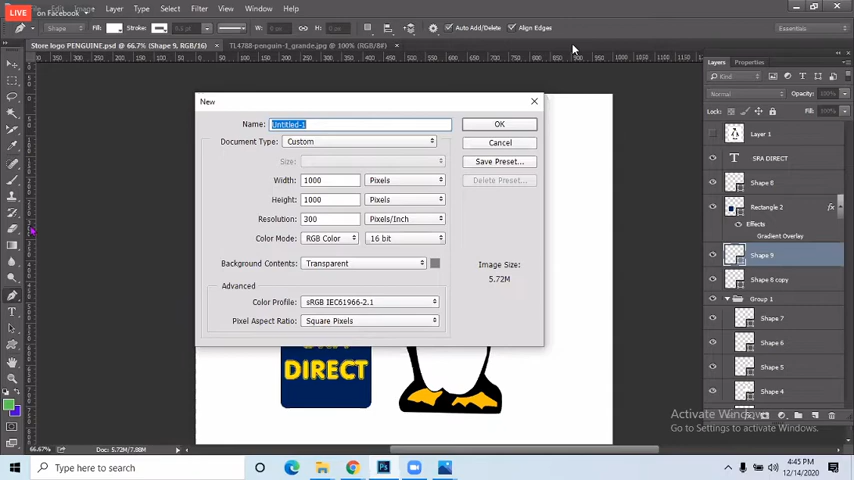 LIVE on Facebook Image Layer Type Select Filter View Window Help
Shape Fill: Stroke: W: 0 px H: Auto Add/Delete Align Edges Essentials
Store logo PENGUINE.psd @ 66.7% (Shape 9, RGB/16) × TL4788-penguin-1_grande.jpg @ 100% (RGB/8#) ×
New
Name: Untitled-1 OK
Document Type: Custom Cancel
Size: Save Preset...
Width: 1000 Pixels Delete Preset...
Height: 1000 Pixels
Resolution: 300 Pixels/Inch
Color Mode: RGB Color 16 bit
Background Contents: Transparent Image Size:
5.72M
Advanced
Color Profile: sRGB IEC61966-2.1
Pixel Aspect Ratio: Square Pixels
DIRECT
Layers Properties
Kind
Normal Opacity: 100%
Lock: Fill: 100%
Layer 1
SRA DIRECT
Shape 8
Rectangle 2 fx
Effects
Gradient Overlay
Shape 9
Shape 8 copy
Group 1
Shape 7
Shape 6
Shape 5
Shape 4
Activate Windows
Go to Settings to activate Windows.
66.67% Doc: 5.72M/7.88M
Type here to search
4:45 PM
12/14/2020